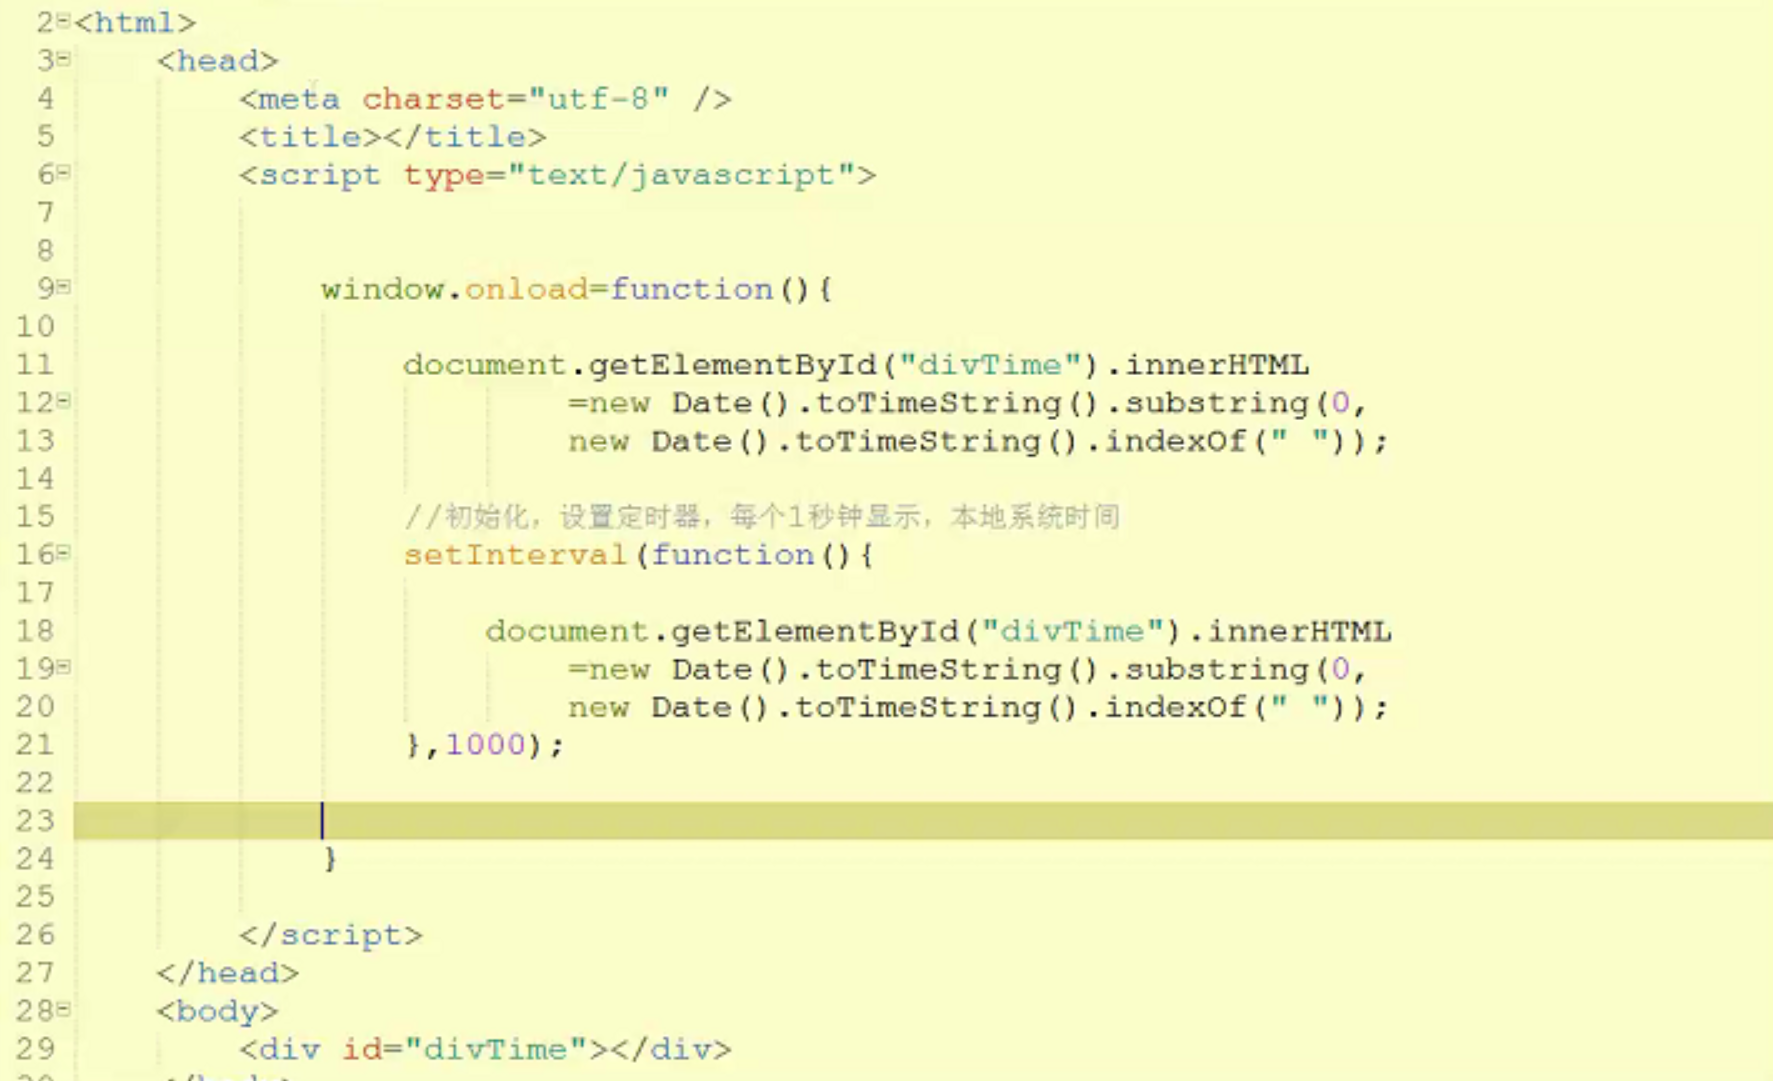 2 <html>
3 <head>
4 <meta charset="utf-8" />
5 <title></title>
6 <script type="text/javascript">
7
8
9 window.onload=function(){
10
11 document.getElementById("divTime").innerHTML
12 =new Date().toTimeString().substring(0,
13 new Date().toTimeString().indexOf(" "));
14
15 //初始化，设置定时器，每个1秒钟显示，本地系统时间
16 setInterval(function(){
17
18 document.getElementById("divTime").innerHTML
19 =new Date().toTimeString().substring(0,
20 new Date().toTimeString().indexOf(" "));
21 },1000);
22
23
24 }
25
26 </script>
27 </head>
28 <body>
29 <div id="divTime"></div>